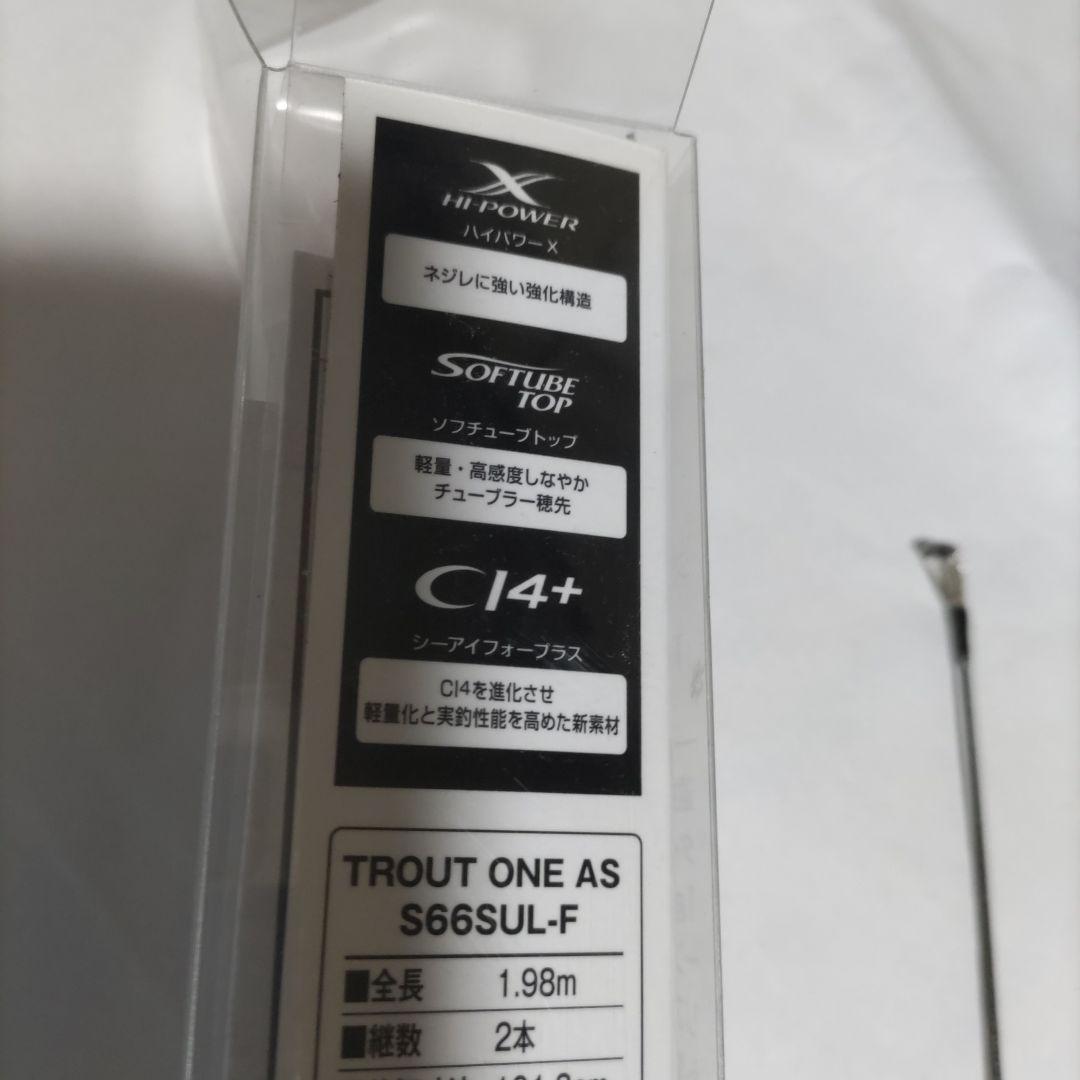 X
HI-POWER
ハイパワーX
ネジレに強い強化構造
SOFTUBE
TOP
ソフチューブトップ
軽量・高感度しなやか
チューブラー穂先
CI4+
シーアイフォープラス
CI4を進化させ
軽量化と実釣性能を高めた新素材
TROUT ONE AS
S66SUL-F
■全長 1.98m
■継数 2本